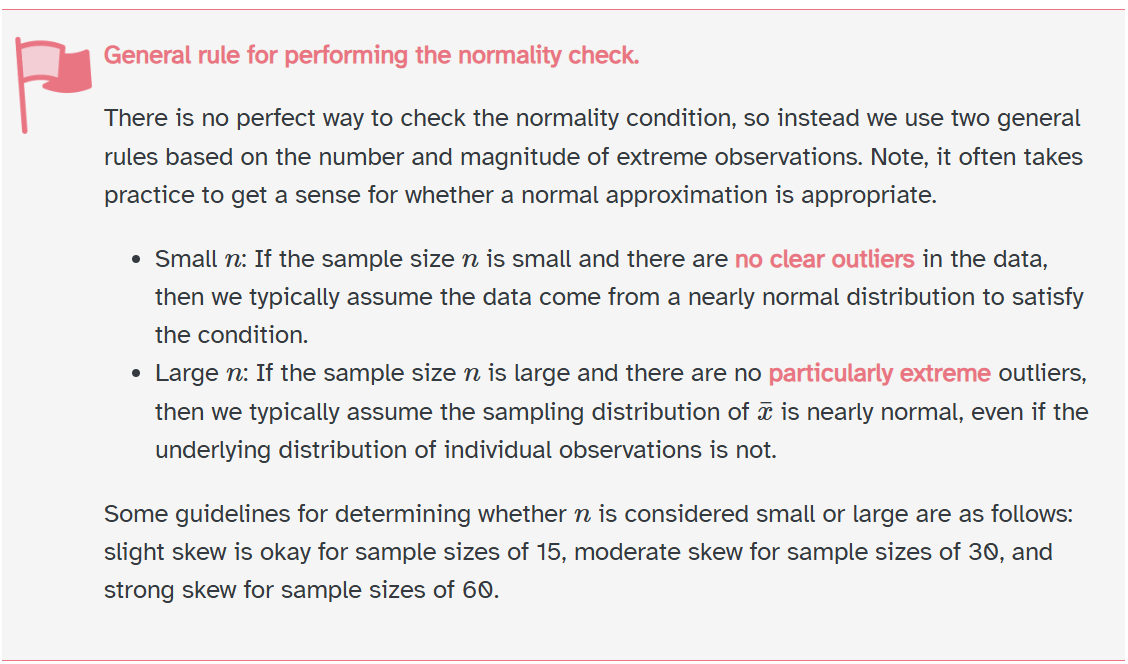 General rule for performing the normality check.
There is no perfect way to check the normality condition, so instead we use two general
rules based on the number and magnitude of extreme observations. Note, it often takes
practice to get a sense for whether a normal approximation is appropriate.
• Small n: If the sample size n is small and there are no clear outliers in the data,
then we typically assume the data come from a nearly normal distribution to satisfy
the condition.
• Large n: If the sample size n is large and there are no particularly extreme outliers,
then we typically assume the sampling distribution of x̄ is nearly normal, even if the
underlying distribution of individual observations is not.
Some guidelines for determining whether n is considered small or large are as follows:
slight skew is okay for sample sizes of 15, moderate skew for sample sizes of 30, and
strong skew for sample sizes of 60.